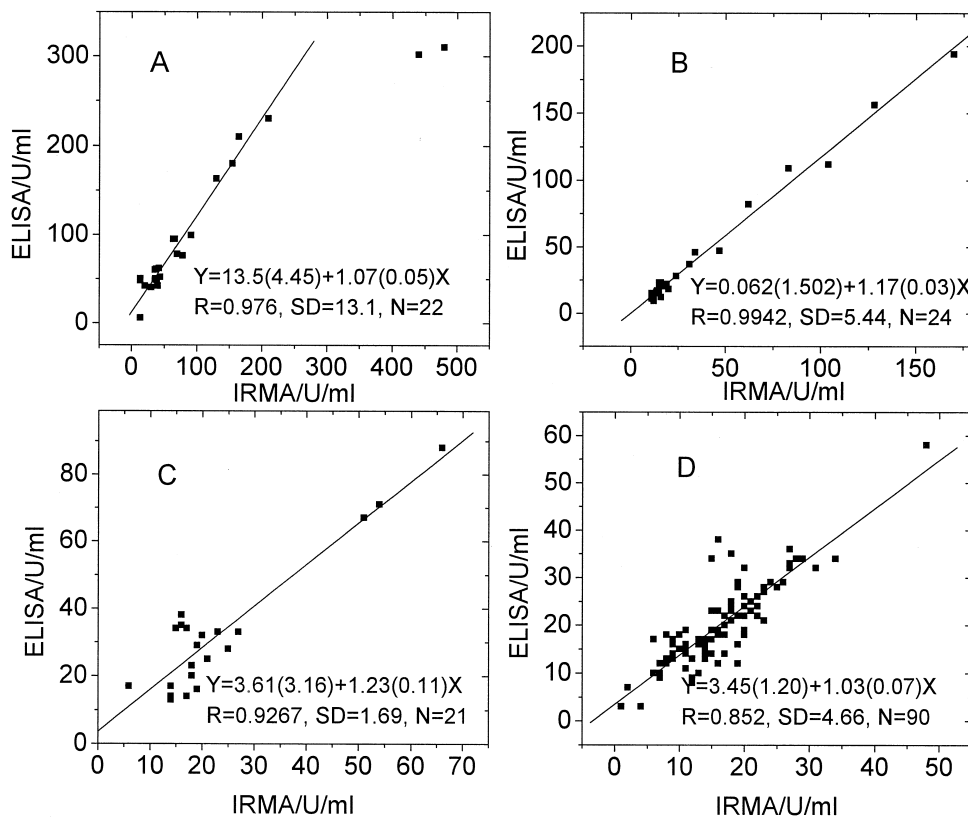 A
ELISA/U/ml
300
200
100
0
Y=13.5(4.45)+1.07(0.05)X
R=0.976, SD=13.1, N=22
0 100 200 300 400 500
IRMA/U/ml
B
ELISA/U/ml
200
150
100
50
0
Y=0.062(1.502)+1.17(0.03)X
R=0.9942, SD=5.44, N=24
0 50 100 150
IRMA/U/ml
C
ELISA/U/ml
80
60
40
20
0
Y=3.61(3.16)+1.23(0.11)X
R=0.9267, SD=1.69, N=21
0 10 20 30 40 50 60 70
IRMA/U/ml
D
ELISA/U/ml
60
50
40
30
20
10
0
Y=3.45(1.20)+1.03(0.07)X
R=0.852, SD=4.66, N=90
0 10 20 30 40 50
IRMA/U/ml